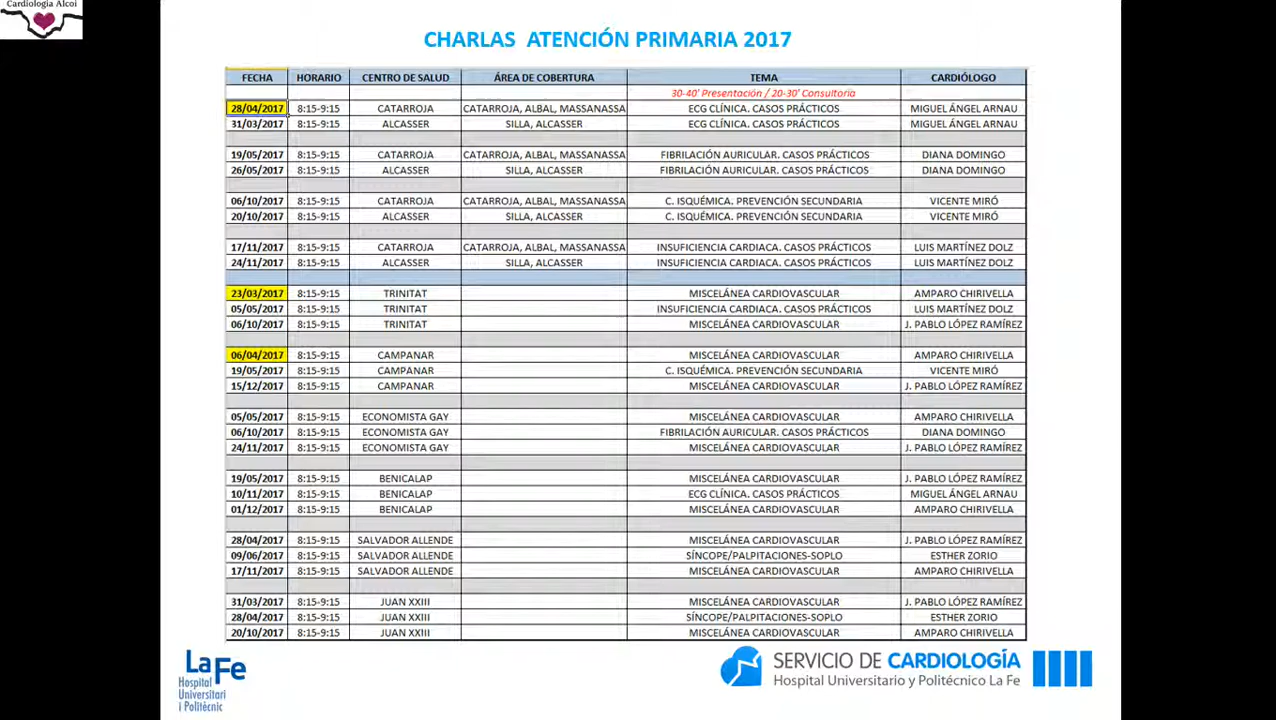 Cardiología Alcoi
CHARLAS ATENCIÓN PRIMARIA 2017
FECHA HORARIO CENTRO DE SALUD ÁREA DE COBERTURA TEMA CARDIÓLOGO
30-40' Presentación / 20-30' Consultoria
28/04/2017 8:15-9:15 CATARROJA CATARROJA, ALBAL, MASSANASSA ECG CLÍNICA. CASOS PRÁCTICOS MIGUEL ÁNGEL ARNAU
31/03/2017 8:15-9:15 ALCASSER SILLA, ALCASSER ECG CLÍNICA. CASOS PRÁCTICOS MIGUEL ÁNGEL ARNAU
19/05/2017 8:15-9:15 CATARROJA CATARROJA, ALBAL, MASSANASSA FIBRILACIÓN AURICULAR. CASOS PRÁCTICOS DIANA DOMINGO
26/05/2017 8:15-9:15 ALCASSER SILLA, ALCASSER FIBRILACIÓN AURICULAR. CASOS PRÁCTICOS DIANA DOMINGO
06/10/2017 8:15-9:15 CATARROJA CATARROJA, ALBAL, MASSANASSA C. ISQUÉMICA. PREVENCIÓN SECUNDARIA VICENTE MIRÓ
20/10/2017 8:15-9:15 ALCASSER SILLA, ALCASSER C. ISQUÉMICA. PREVENCIÓN SECUNDARIA VICENTE MIRÓ
17/11/2017 8:15-9:15 CATARROJA CATARROJA, ALBAL, MASSANASSA INSUFICIENCIA CARDIACA. CASOS PRÁCTICOS LUIS MARTÍNEZ DOLZ
24/11/2017 8:15-9:15 ALCASSER SILLA, ALCASSER INSUFICIENCIA CARDIACA. CASOS PRÁCTICOS LUIS MARTÍNEZ DOLZ
23/03/2017 8:15-9:15 TRINITAT MISCELÁNEA CARDIOVASCULAR AMPARO CHIRIVELLA
05/05/2017 8:15-9:15 TRINITAT INSUFICIENCIA CARDIACA. CASOS PRÁCTICOS LUIS MARTÍNEZ DOLZ
06/10/2017 8:15-9:15 TRINITAT MISCELÁNEA CARDIOVASCULAR J. PABLO LÓPEZ RAMÍREZ
06/04/2017 8:15-9:15 CAMPANAR MISCELÁNEA CARDIOVASCULAR AMPARO CHIRIVELLA
19/05/2017 8:15-9:15 CAMPANAR C. ISQUÉMICA. PREVENCIÓN SECUNDARIA VICENTE MIRÓ
15/12/2017 8:15-9:15 CAMPANAR MISCELÁNEA CARDIOVASCULAR J. PABLO LÓPEZ RAMÍREZ
05/05/2017 8:15-9:15 ECONOMISTA GAY MISCELÁNEA CARDIOVASCULAR AMPARO CHIRIVELLA
06/10/2017 8:15-9:15 ECONOMISTA GAY FIBRILACIÓN AURICULAR. CASOS PRÁCTICOS DIANA DOMINGO
24/11/2017 8:15-9:15 ECONOMISTA GAY MISCELÁNEA CARDIOVASCULAR J. PABLO LÓPEZ RAMÍREZ
19/05/2017 8:15-9:15 BENICALAP MISCELÁNEA CARDIOVASCULAR J. PABLO LÓPEZ RAMÍREZ
10/11/2017 8:15-9:15 BENICALAP ECG CLÍNICA. CASOS PRÁCTICOS MIGUEL ÁNGEL ARNAU
01/12/2017 8:15-9:15 BENICALAP MISCELÁNEA CARDIOVASCULAR AMPARO CHIRIVELLA
28/04/2017 8:15-9:15 SALVADOR ALLENDE MISCELÁNEA CARDIOVASCULAR J. PABLO LÓPEZ RAMÍREZ
09/06/2017 8:15-9:15 SALVADOR ALLENDE SÍNCOPE/PALPITACIONES-SOPLO ESTHER ZORIO
17/11/2017 8:15-9:15 SALVADOR ALLENDE MISCELÁNEA CARDIOVASCULAR AMPARO CHIRIVELLA
31/03/2017 8:15-9:15 JUAN XXIII MISCELÁNEA CARDIOVASCULAR J. PABLO LÓPEZ RAMÍREZ
28/04/2017 8:15-9:15 JUAN XXIII SÍNCOPE/PALPITACIONES-SOPLO ESTHER ZORIO
20/10/2017 8:15-9:15 JUAN XXIII MISCELÁNEA CARDIOVASCULAR AMPARO CHIRIVELLA
La Fe
Hospital
Universitari
i Politècnic
SERVICIO DE CARDIOLOGÍA
Hospital Universitario y Politécnico La Fe